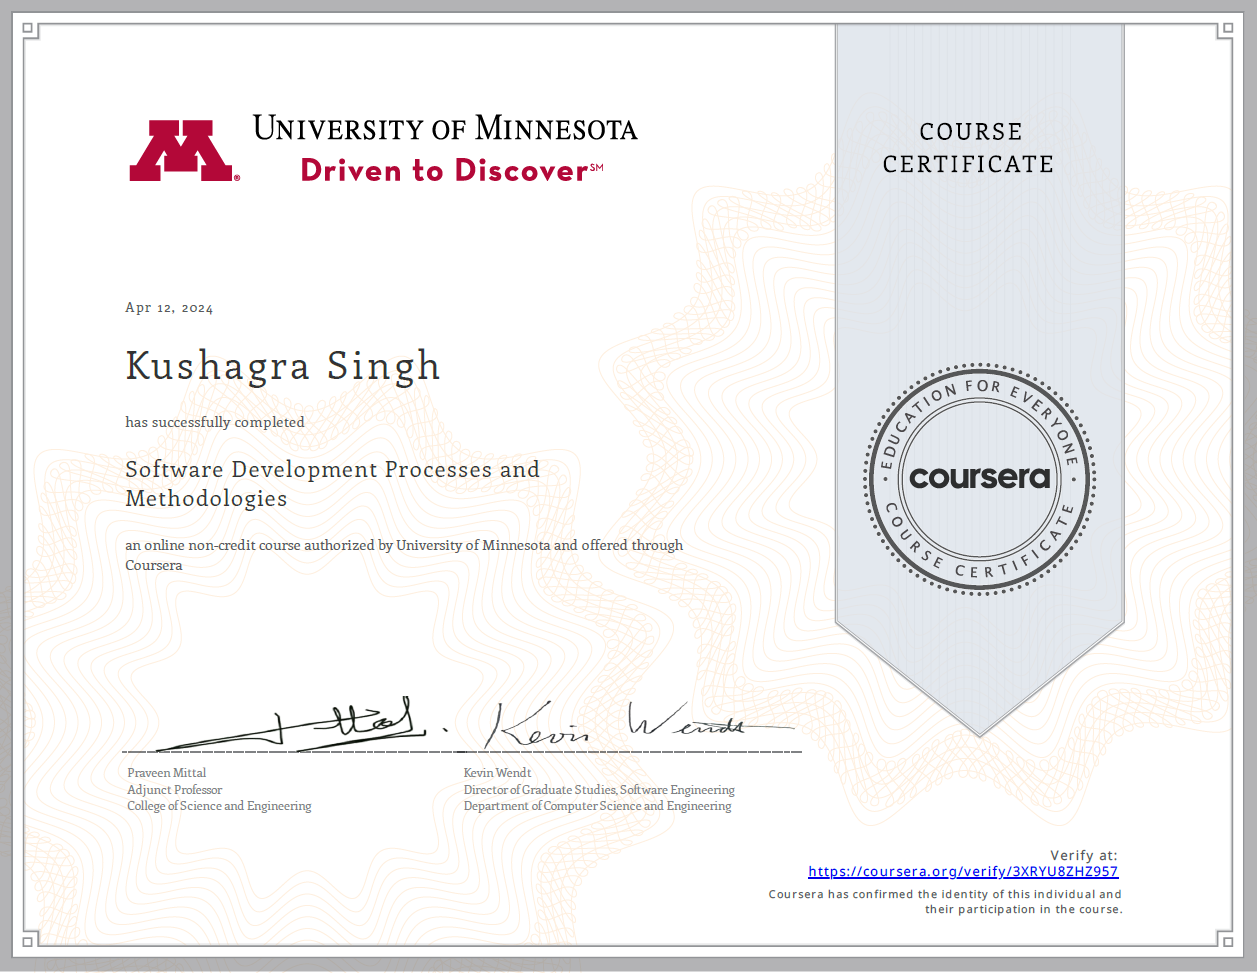 UNIVERSITY OF MINNESOTA
Driven to Discover℠
COURSE
CERTIFICATE
Apr 12, 2024
Kushagra Singh
has successfully completed
Software Development Processes and
Methodologies
an online non-credit course authorized by University of Minnesota and offered through
Coursera
EDUCATION FOR EVERYONE
coursera
COURSE CERTIFICATE
Mittal.
Kevin Wendt
Praveen Mittal
Adjunct Professor
College of Science and Engineering
Kevin Wendt
Director of Graduate Studies, Software Engineering
Department of Computer Science and Engineering
Verify at:
https://coursera.org/verify/3XRYU8ZHZ957
Coursera has confirmed the identity of this individual and
their participation in the course.